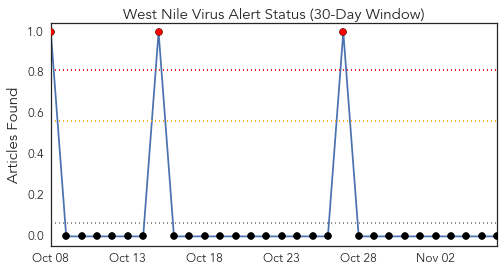 West Nile Virus Alert Status (30-Day Window)
Articles Found
1.0
0.8
0.6
0.4
0.2
0.0
Oct 08 Oct 13 Oct 18 Oct 23 Oct 28 Nov 02